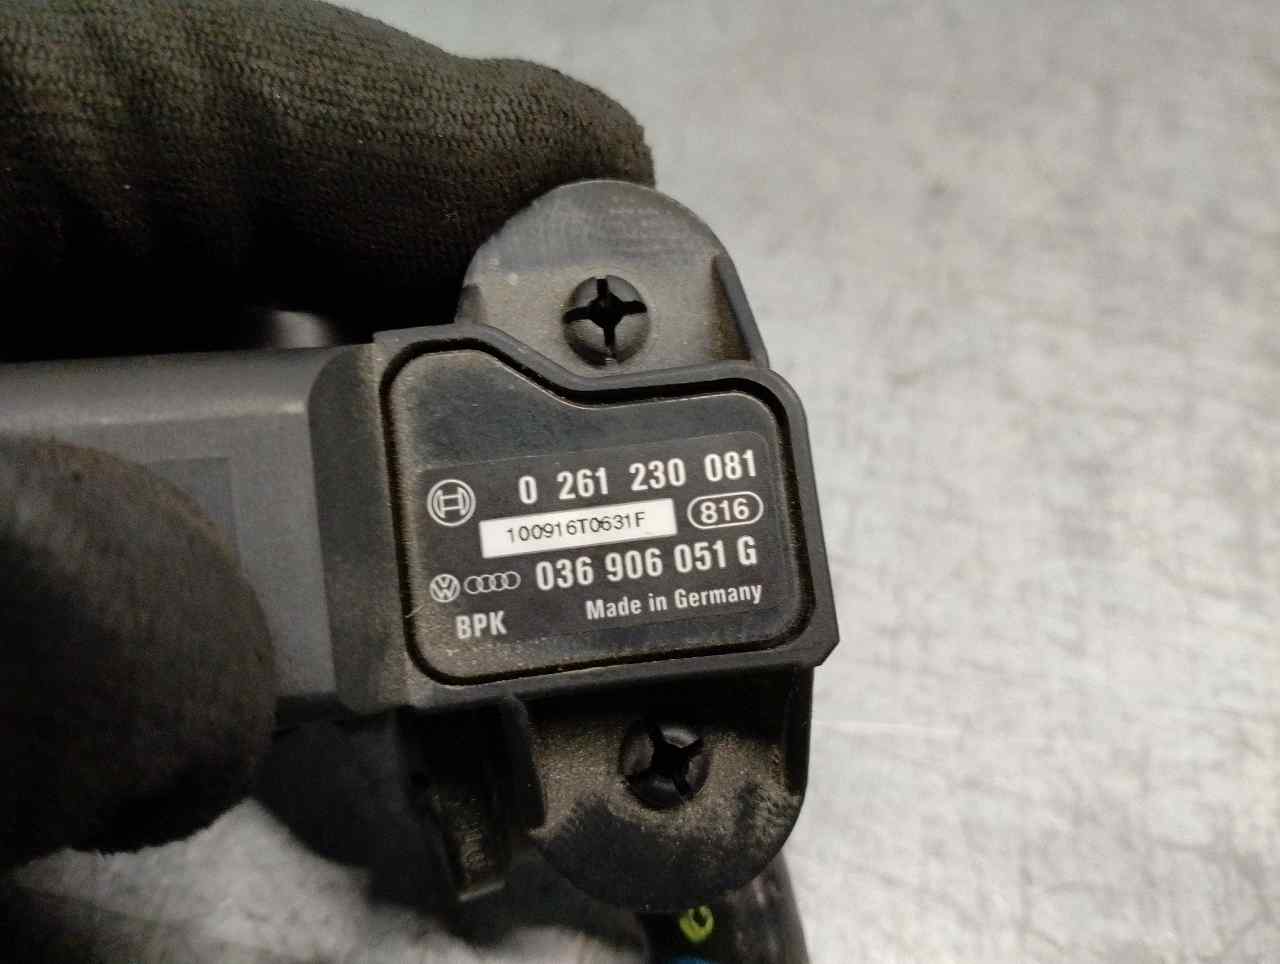 0 261 230 081
100916T0631F 816
036 906 051 G
BPK Made in Germany